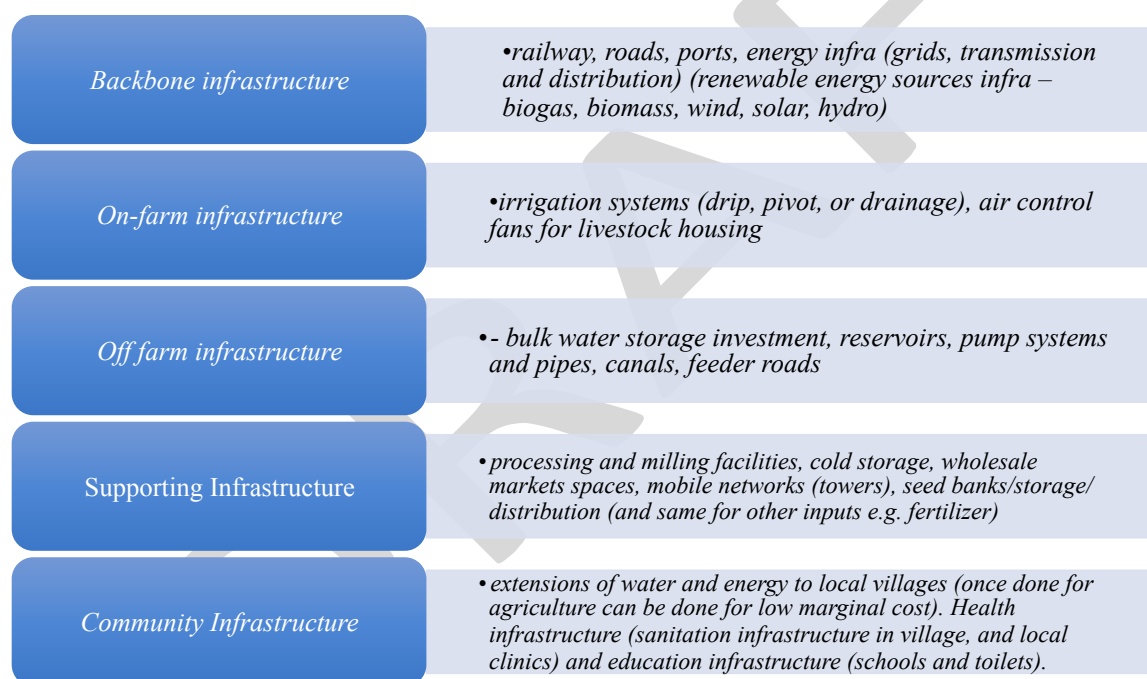 Backbone infrastructure
•railway, roads, ports, energy infra (grids, transmission
and distribution) (renewable energy sources infra –
biogas, biomass, wind, solar, hydro)
On-farm infrastructure
•irrigation systems (drip, pivot, or drainage), air control
fans for livestock housing
Off farm infrastructure
•- bulk water storage investment, reservoirs, pump systems
and pipes, canals, feeder roads
Supporting Infrastructure
•processing and milling facilities, cold storage, wholesale
markets spaces, mobile networks (towers), seed banks/storage/
distribution (and same for other inputs e.g. fertilizer)
Community Infrastructure
•extensions of water and energy to local villages (once done for
agriculture can be done for low marginal cost). Health
infrastructure (sanitation infrastructure in village, and local
clinics) and education infrastructure (schools and toilets).